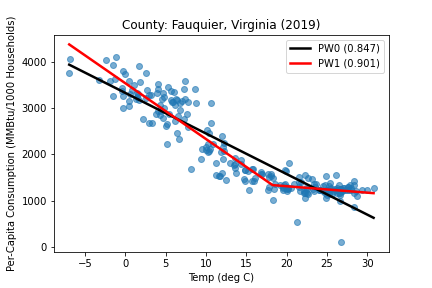 County: Fauquier, Virginia (2019)
Per-Capita Consumption (MMBtu/1000 Households)
4000
3000
2000
1000
0
PW0 (0.847)
PW1 (0.901)
−5 0 5 10 15 20 25 30
Temp (deg C)